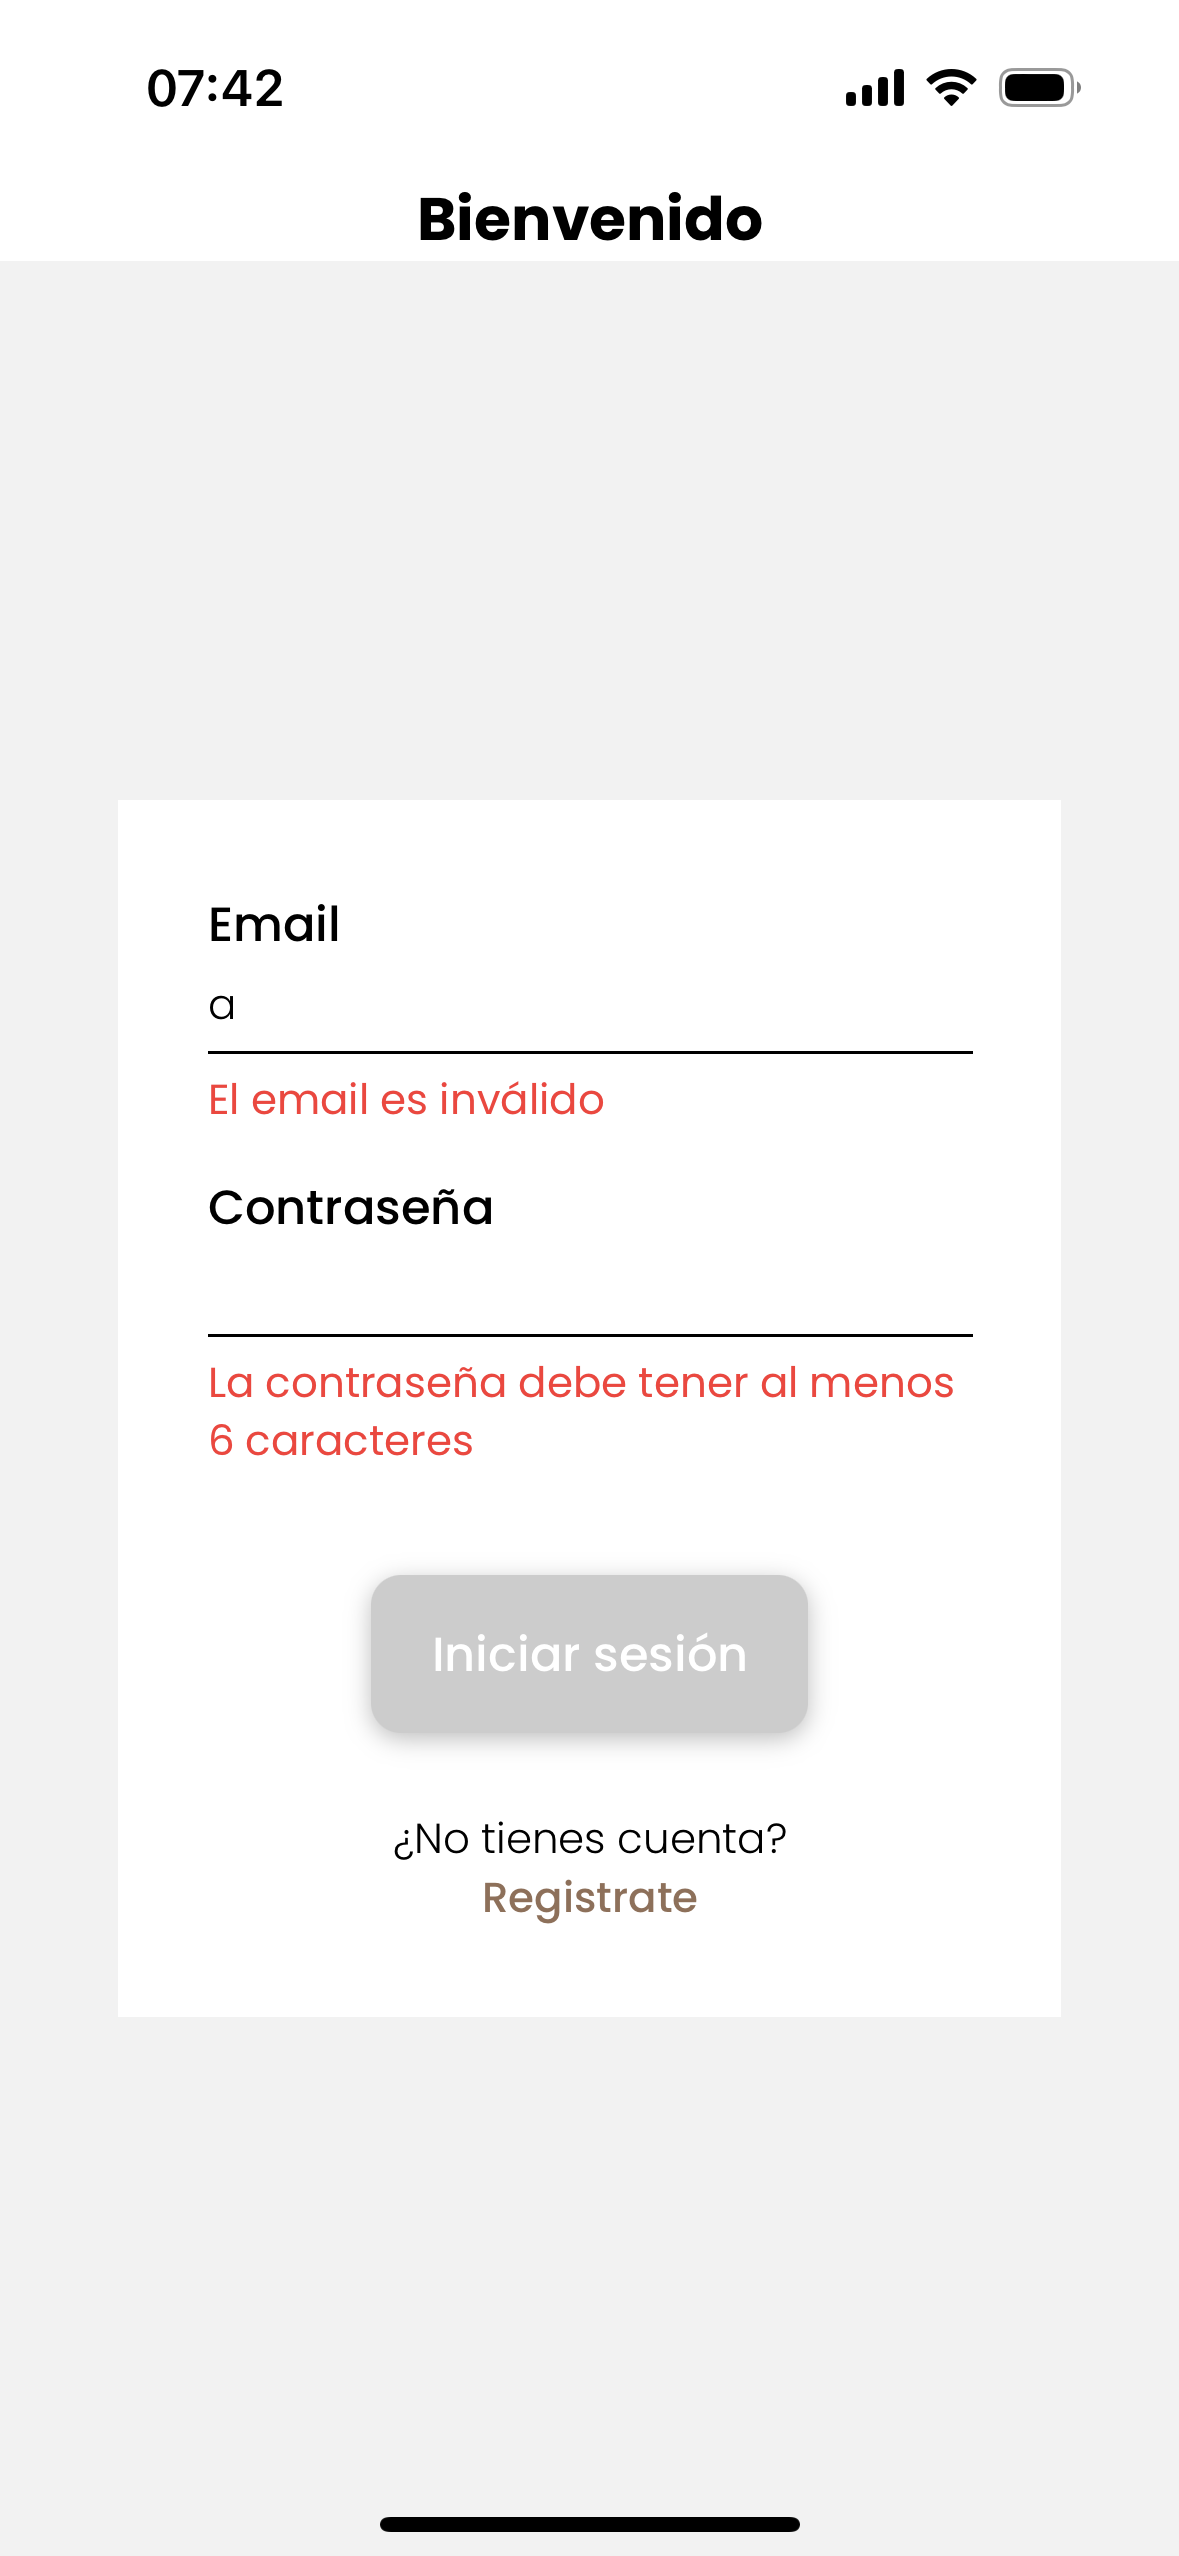 07:42
Bienvenido
Email
a
El email es inválido
Contraseña
La contraseña debe tener al menos
6 caracteres
Iniciar sesión
¿No tienes cuenta?
Registrate